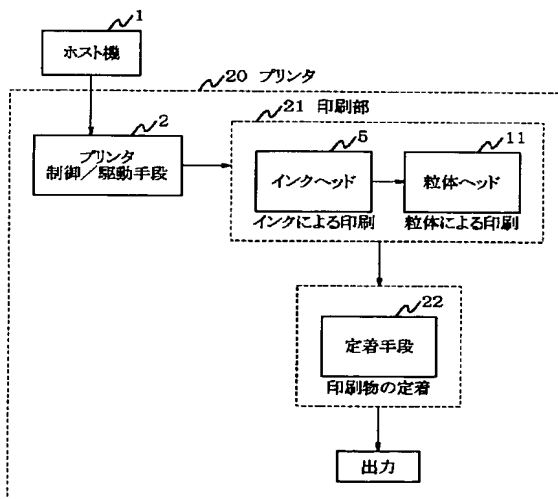 1
ホスト機
20 プリンタ
2
プリンタ
制御/駆動手段
21 印刷部
5
インクヘッド
インクによる印刷
11
粒体ヘッド
粒体による印刷
22
定着手段
印刷物の定着
出力